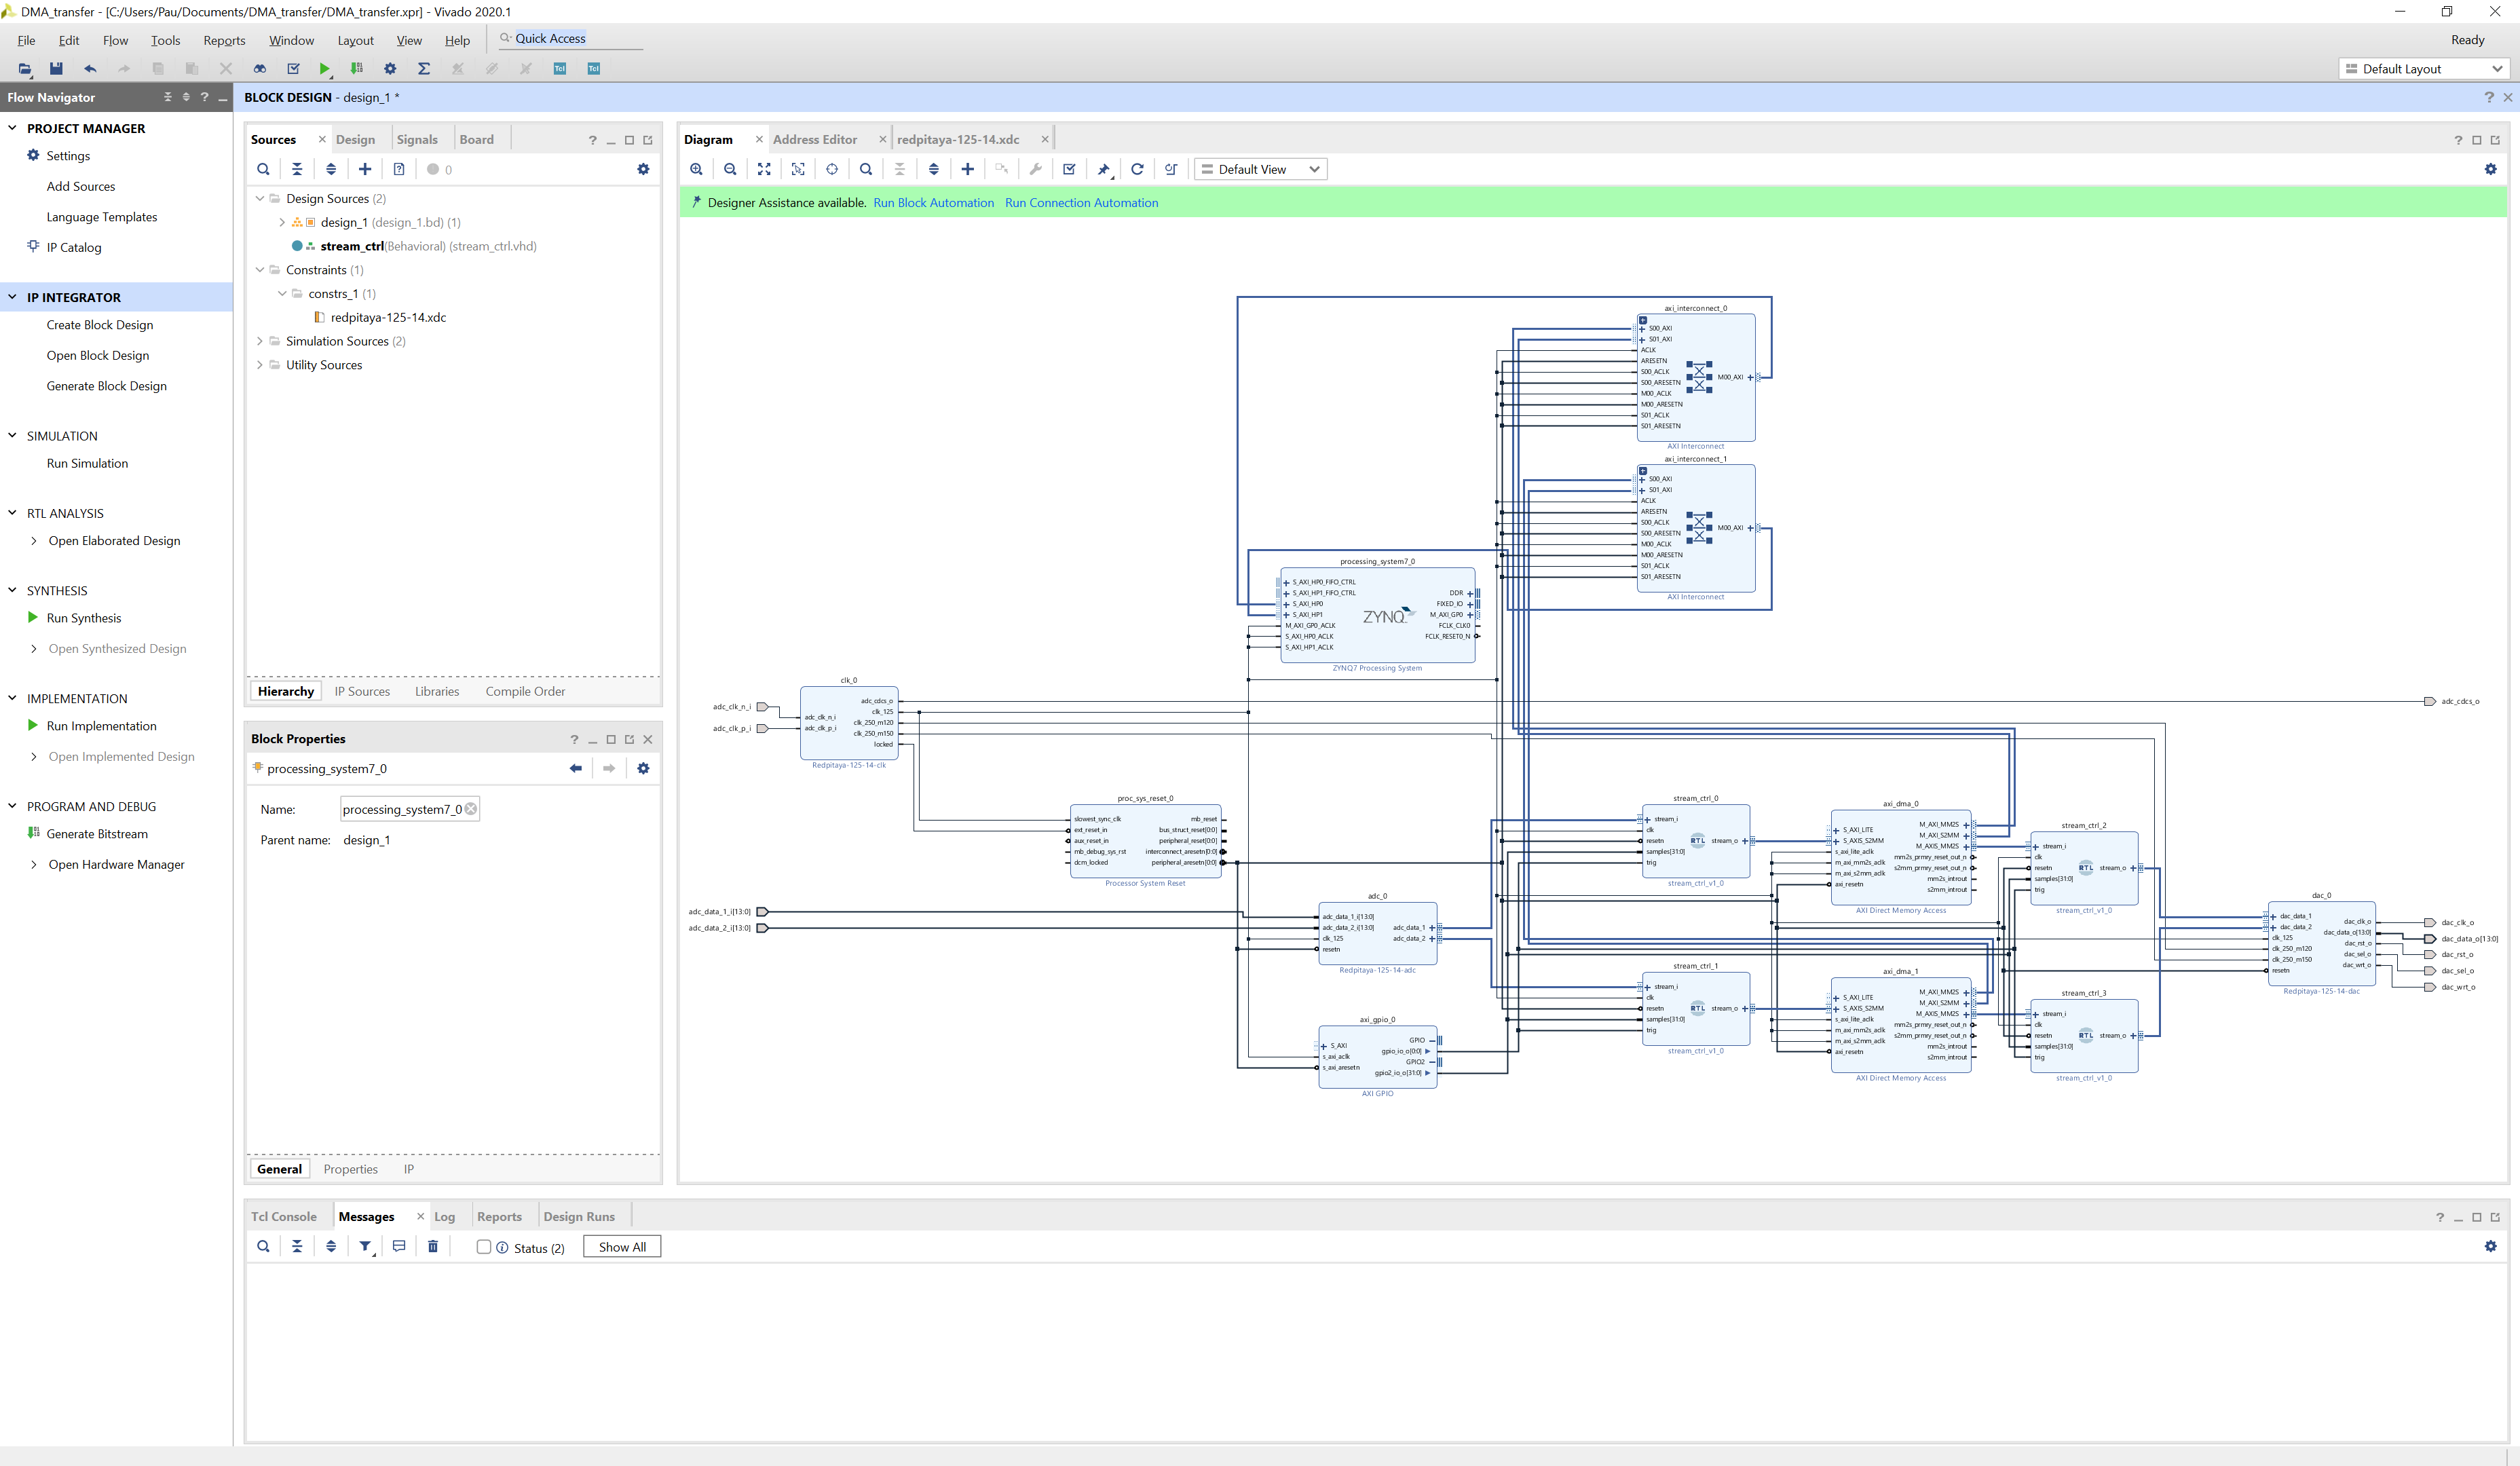 DMA_transfer - [C:/Users/Pau/Documents/DMA_transfer/DMA_transfer.xpr] - Vivado 2020.1
File Edit Flow Tools Reports Window Layout View Help Quick Access Ready
Tcl Tcl Default Layout
Flow Navigator ? BLOCK DESIGN - design_1 * ?
PROJECT MANAGER
Settings
Add Sources
Language Templates
IP Catalog
IP INTEGRATOR
Create Block Design
Open Block Design
Generate Block Design
SIMULATION
Run Simulation
RTL ANALYSIS
Open Elaborated Design
SYNTHESIS
Run Synthesis
Open Synthesized Design
IMPLEMENTATION
Run Implementation
Open Implemented Design
PROGRAM AND DEBUG
Generate Bitstream
Open Hardware Manager
Sources Design Signals Board ?
0
Design Sources (2)
design_1 (design_1.bd) (1)
stream_ctrl(Behavioral) (stream_ctrl.vhd)
Constraints (1)
constrs_1 (1)
redpitaya-125-14.xdc
Simulation Sources (2)
Utility Sources
Hierarchy IP Sources Libraries Compile Order
Block Properties ?
processing_system7_0
Name: processing_system7_0
Parent name: design_1
General Properties IP
Diagram Address Editor redpitaya-125-14.xdc ?
Default View
Designer Assistance available. Run Block Automation Run Connection Automation
axi_interconnect_0
S00_AXI
S01_AXI
ACLK
ARESETN
S00_ACLK
S00_ARESETN
M00_ACLK
M00_ARESETN
S01_ACLK
S01_ARESETN
M00_AXI
AXI Interconnect
axi_interconnect_1
S00_AXI
S01_AXI
ACLK
ARESETN
S00_ACLK
S00_ARESETN
M00_ACLK
M00_ARESETN
S01_ACLK
S01_ARESETN
M00_AXI
AXI Interconnect
processing_system7_0
S_AXI_HP0_FIFO_CTRL
S_AXI_HP1_FIFO_CTRL
S_AXI_HP0
S_AXI_HP1
M_AXI_GP0_ACLK
S_AXI_HP0_ACLK
S_AXI_HP1_ACLK
ZYNQ
DDR
FIXED_IO
M_AXI_GP0
FCLK_CLK0
FCLK_RESET0_N
ZYNQ7 Processing System
adc_clk_n_i
adc_clk_p_i
clk_0
adc_clk_n_i
adc_clk_p_i
adc_cdcs_o
clk_125
clk_250_m120
clk_250_m150
locked
Redpitaya-125-14-clk
adc_cdcs_o
proc_sys_reset_0
slowest_sync_clk
ext_reset_in
aux_reset_in
mb_debug_sys_rst
dcm_locked
mb_reset
bus_struct_reset[0:0]
peripheral_reset[0:0]
interconnect_aresetn[0:0]
peripheral_aresetn[0:0]
Processor System Reset
adc_data_1_i[13:0]
adc_data_2_i[13:0]
adc_0
adc_data_1_i[13:0]
adc_data_2_i[13:0]
clk_125
resetn
adc_data_1
adc_data_2
Redpitaya-125-14-adc
axi_gpio_0
S_AXI
s_axi_aclk
s_axi_aresetn
GPIO
gpio_io_o[0:0]
GPIO2
gpio2_io_o[31:0]
AXI GPIO
stream_ctrl_0
stream_i
clk
resetn
samples[31:0]
trig
RTL
stream_o
stream_ctrl_v1_0
stream_ctrl_1
stream_i
clk
resetn
samples[31:0]
trig
RTL
stream_o
stream_ctrl_v1_0
axi_dma_0
S_AXI_LITE
S_AXIS_S2MM
s_axi_lite_aclk
m_axi_mm2s_aclk
m_axi_s2mm_aclk
axi_resetn
M_AXI_MM2S
M_AXI_S2MM
M_AXIS_MM2S
mm2s_prmry_reset_out_n
s2mm_prmry_reset_out_n
mm2s_introut
s2mm_introut
AXI Direct Memory Access
axi_dma_1
S_AXI_LITE
S_AXIS_S2MM
s_axi_lite_aclk
m_axi_mm2s_aclk
m_axi_s2mm_aclk
axi_resetn
M_AXI_MM2S
M_AXI_S2MM
M_AXIS_MM2S
mm2s_prmry_reset_out_n
s2mm_prmry_reset_out_n
mm2s_introut
s2mm_introut
AXI Direct Memory Access
stream_ctrl_2
stream_i
clk
resetn
samples[31:0]
trig
RTL
stream_o
stream_ctrl_v1_0
stream_ctrl_3
stream_i
clk
resetn
samples[31:0]
trig
RTL
stream_o
stream_ctrl_v1_0
dac_0
dac_data_1
dac_data_2
clk_125
clk_250_m120
clk_250_m150
resetn
dac_clk_o
dac_data_o[13:0]
dac_rst_o
dac_sel_o
dac_wrt_o
Redpitaya-125-14-dac
dac_clk_o
dac_data_o[13:0]
dac_rst_o
dac_sel_o
dac_wrt_o
Tcl Console Messages Log Reports Design Runs ?
Status (2) Show All